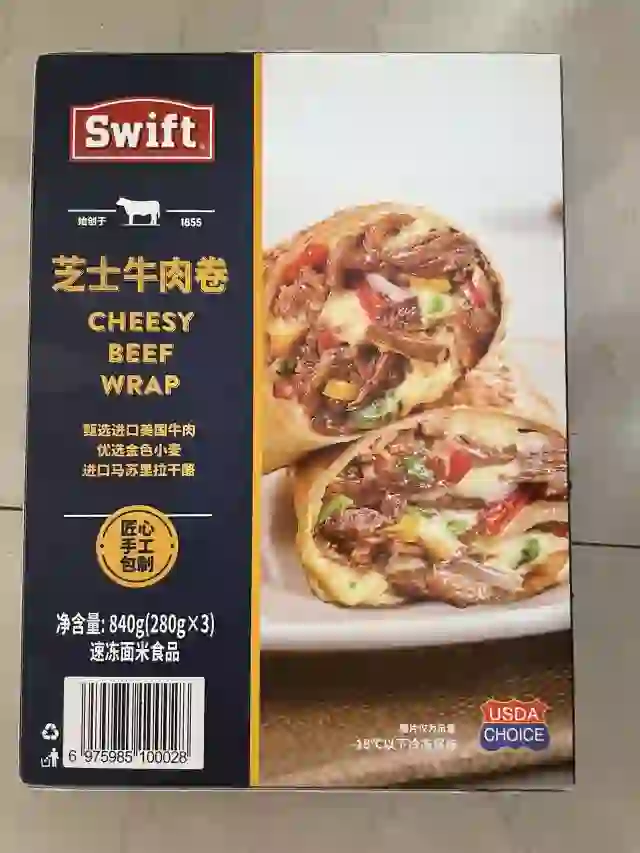 Swift
始创于 1855
芝士牛肉卷
CHEESY
BEEF
WRAP
甄选进口美国牛肉
优选金色小麦
进口马苏里拉干酪
匠心
手工
包制
净含量: 840g(280g×3)
速冻面米食品
6 975985 100028
图片仅为示意
-18℃以下冷冻保存
USDA
CHOICE